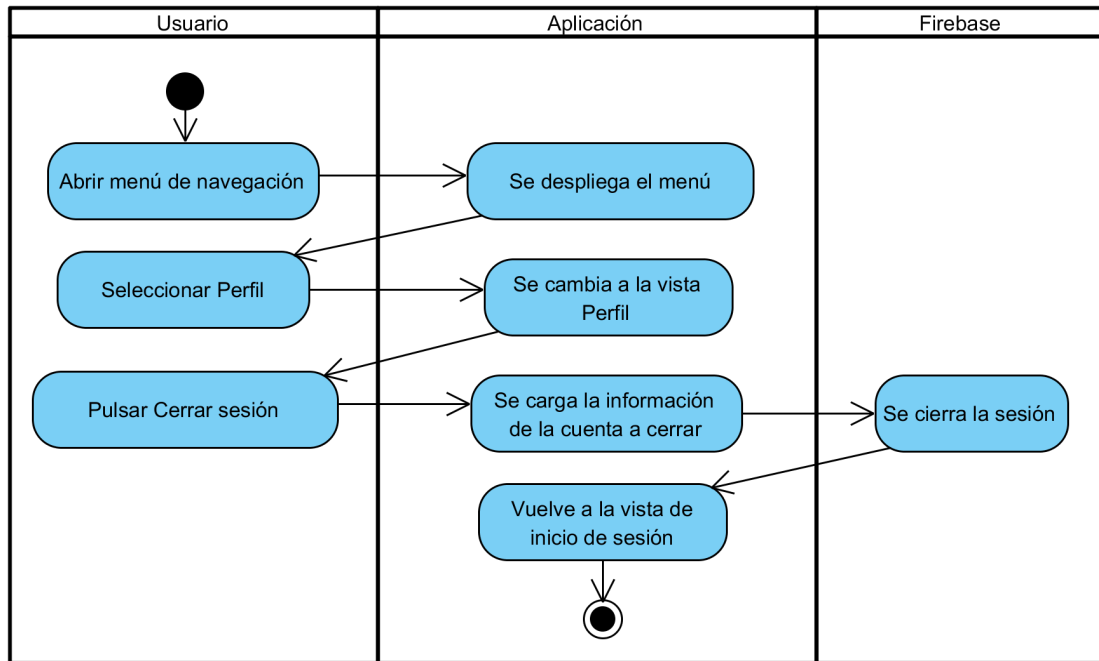 Usuario
Aplicación
Firebase
Abrir menú de navegación
Se despliega el menú
Seleccionar Perfil
Se cambia a la vista
Perfil
Pulsar Cerrar sesión
Se carga la información
de la cuenta a cerrar
Se cierra la sesión
Vuelve a la vista de
inicio de sesión